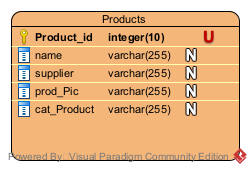 Products
Product_id integer(10) U
name varchar(255) N
supplier varchar(255) N
prod_Pic varchar(255) N
cat_Product varchar(255) N
Powered By Visual Paradigm Community Edition